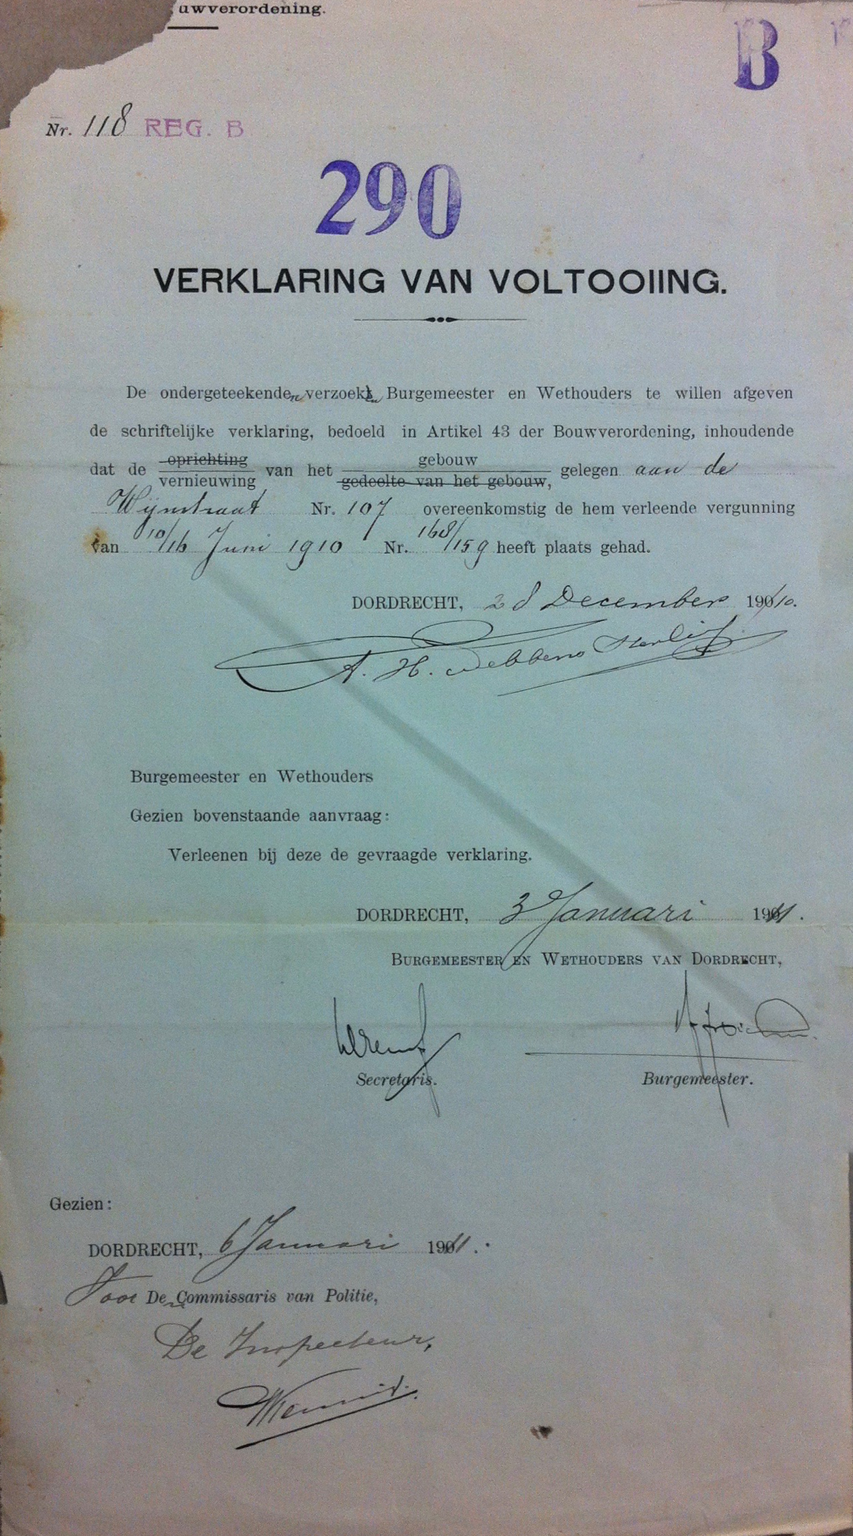 uwverordening.
B
Nr. 118 REG. B
290
VERKLARING VAN VOLTOOIING.
De ondergeteekenden verzoekt Burgemeester en Wethouders te willen afgeven
de schriftelijke verklaring, bedoeld in Artikel 43 der Bouwverordening, inhoudende
dat de oprichting vernieuwing van het gebouw gedeelte van het gebouw, gelegen aan de
Wijnstraat Nr. 107 overeenkomstig de hem verleende vergunning
van 10/16 Juni 1910 Nr. 168/159 heeft plaats gehad.
DORDRECHT, 28 December 1910.
A. H. Webbers
Burgemeester en Wethouders
Gezien bovenstaande aanvraag:
Verleenen bij deze de gevraagde verklaring.
DORDRECHT, 3 Januari 1911.
BURGEMEESTER EN WETHOUDERS VAN DORDRECHT,
Secretaris. Burgemeester.
Gezien:
DORDRECHT, 6 Januari 1911.
Voor Den Commissaris van Politie,
De Inspecteur,